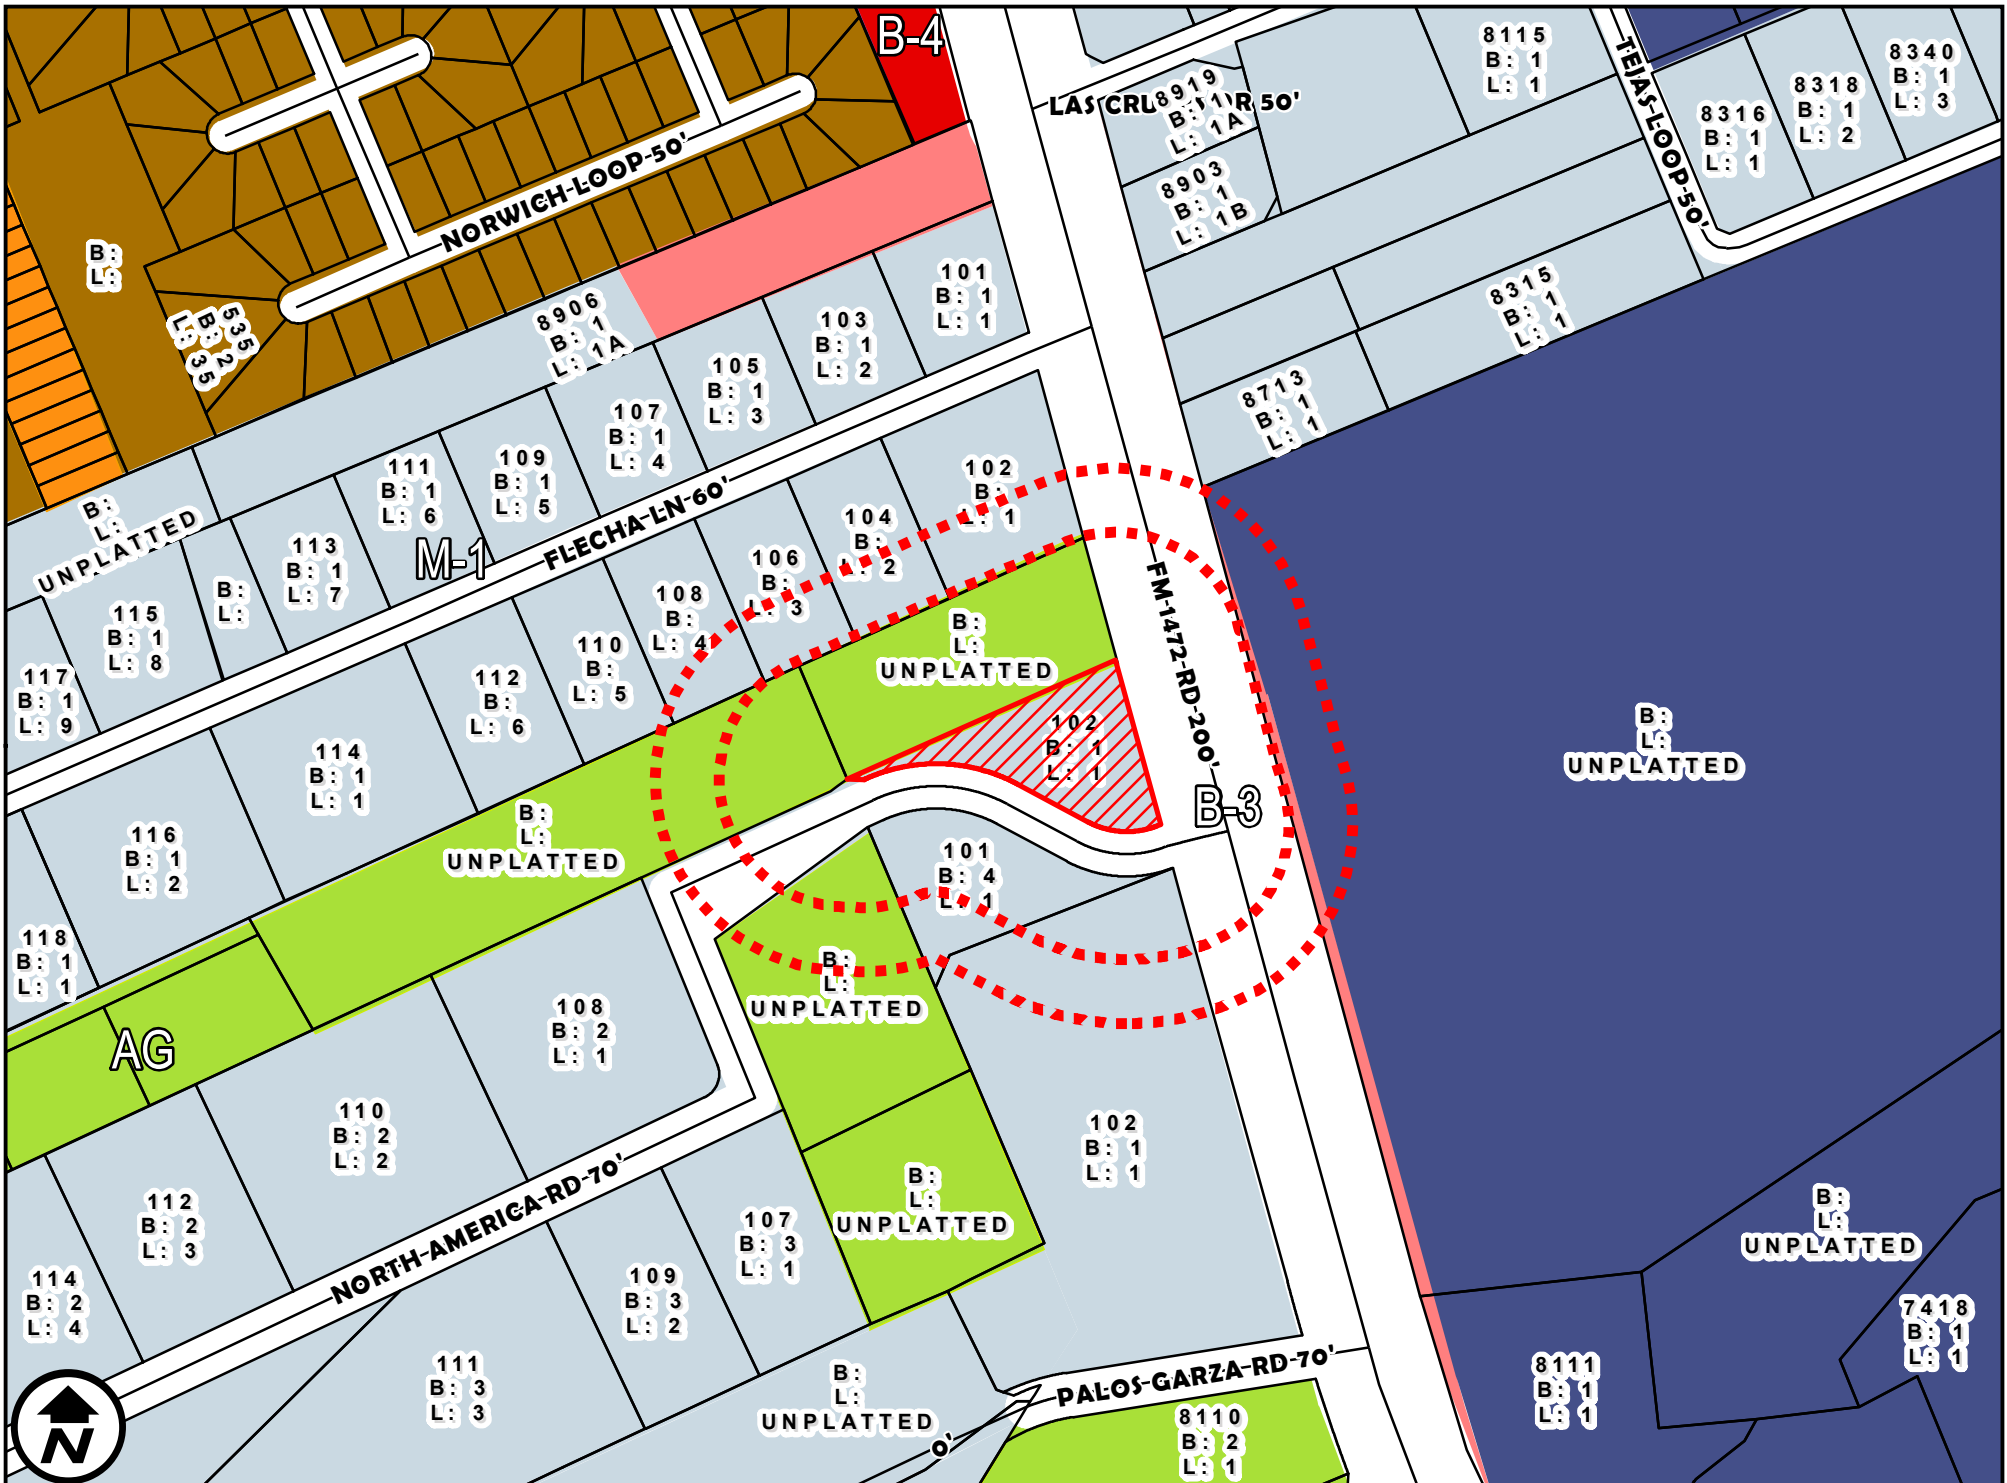 B-4
8115
B: 1
L: 1
TEJAS-LOOP-50'
8340
B: 1
L: 3
8318
B: 1
L: 2
8316
B: 1
L: 1
8919
B: 1
L: 1A
50'
8903
B: 1
L: 1B
NORWICH-LOOP-50'
B:
L:
535
B: 2
L: 35
8906
B: 1
L: 1A
101
B: 1
L: 1
103
B: 1
L: 2
105
B: 1
L: 3
107
B: 1
L: 4
109
B: 1
L: 5
111
B: 1
L: 6
113
B: 1
L: 7
B:
L:
115
B: 1
L: 8
117
B: 1
L: 9
B:
L:
UNPLATTED
M-1
FLECHA-LN-60'
8315
B: 1
L: 1
8713
B: 1
L: 1
102
B:
L: 1
104
B:
L: 2
106
B:
L: 3
108
B:
L: 4
110
B:
L: 5
112
B:
L: 6
114
B: 1
L: 1
116
B: 1
L: 2
118
B: 1
L: 1
B:
L:
UNPLATTED
FM-1472-RD-200'
102
B: 1
L: 1
B-3
B:
L:
UNPLATTED
B:
L:
UNPLATTED
101
B: 4
L: 1
B:
L:
UNPLATTED
AG
108
B: 2
L: 1
110
B: 2
L: 2
112
B: 2
L: 3
114
B: 2
L: 4
NORTH-AMERICA-RD-70'
102
B: 1
L: 1
B:
L:
UNPLATTED
107
B: 3
L: 1
109
B: 3
L: 2
111
B: 3
L: 3
B:
L:
UNPLATTED
0'
PALOS-GARZA-RD-70'
8110
B: 2
L: 1
B:
L:
UNPLATTED
7418
B: 1
L: 1
8111
B: 1
L: 1
N